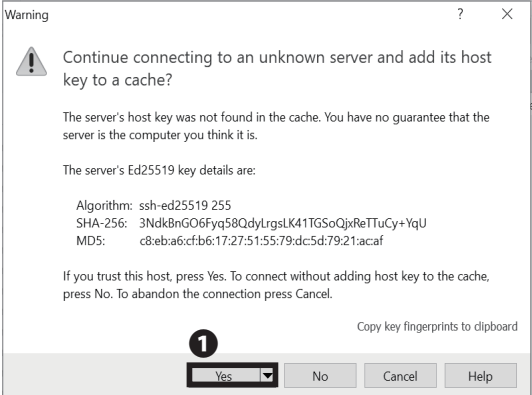 Warning
?
Continue connecting to an unknown server and add its host
key to a cache?
The server's host key was not found in the cache. You have no guarantee that the
server is the computer you think it is.
The server's Ed25519 key details are:
Algorithm: ssh-ed25519 255
SHA-256: 3NdkBnGO6Fyq58QdyLrgsLK41TGSoQjxReTTuCy+YqU
MD5: c8:eb:a6:cf:b6:17:27:51:55:79:dc:5d:79:21:ac:af
If you trust this host, press Yes. To connect without adding host key to the cache,
press No. To abandon the connection press Cancel.
Copy key fingerprints to clipboard
1
Yes No Cancel Help